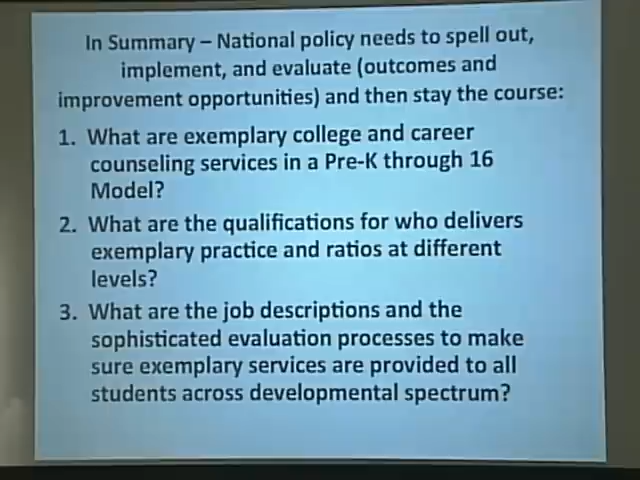 In Summary – National policy needs to spell out,
implement, and evaluate (outcomes and
improvement opportunities) and then stay the course:
1. What are exemplary college and career
counseling services in a Pre-K through 16
Model?
2. What are the qualifications for who delivers
exemplary practice and ratios at different
levels?
3. What are the job descriptions and the
sophisticated evaluation processes to make
sure exemplary services are provided to all
students across developmental spectrum?